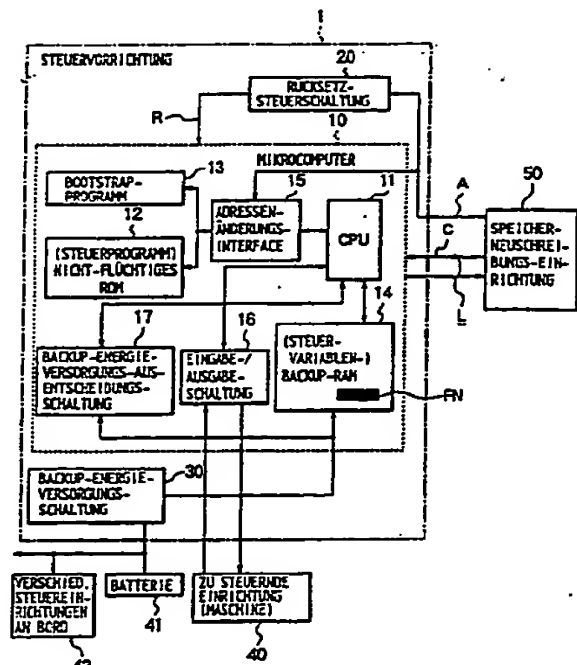 1
STEUERVORRICHTUNG
20
RÜCKSETZ-
STEUERSCHALTUNG
R
10
MIKROCOMPUTER
13
BOOTSTRAP-
PROGRAMM
15
ADRESSEN-
ÄNDERUNGS-
INTERFACE
11
CPU
A
50
SPEICHER-
NEUSCHREI-
BUNGS-EIN-
RICHTUNG
C
L
12
(STEUERPROGRAMM)
NICHT-FLÜCHTIGES
ROM
17
BACKUP-ENERGIE-
VERSORGUNGS-AUS-
ENTSCHEIDUNGS-
SCHALTUNG
16
EINGABE-/
AUSGABE-
SCHALTUNG
14
(STEUER-
VARIABLEN-)
BACKUP-RAM
FN
30
BACKUP-ENERGIE-
VERSORGUNGS-
SCHALTUNG
VERSCHIED.
STEUEREIN-
RICHTUNGEN
AN BORD
42
BATTERIE
41
ZU STEUERNDE
EINRICHTUNG
(MASCHINE)
40